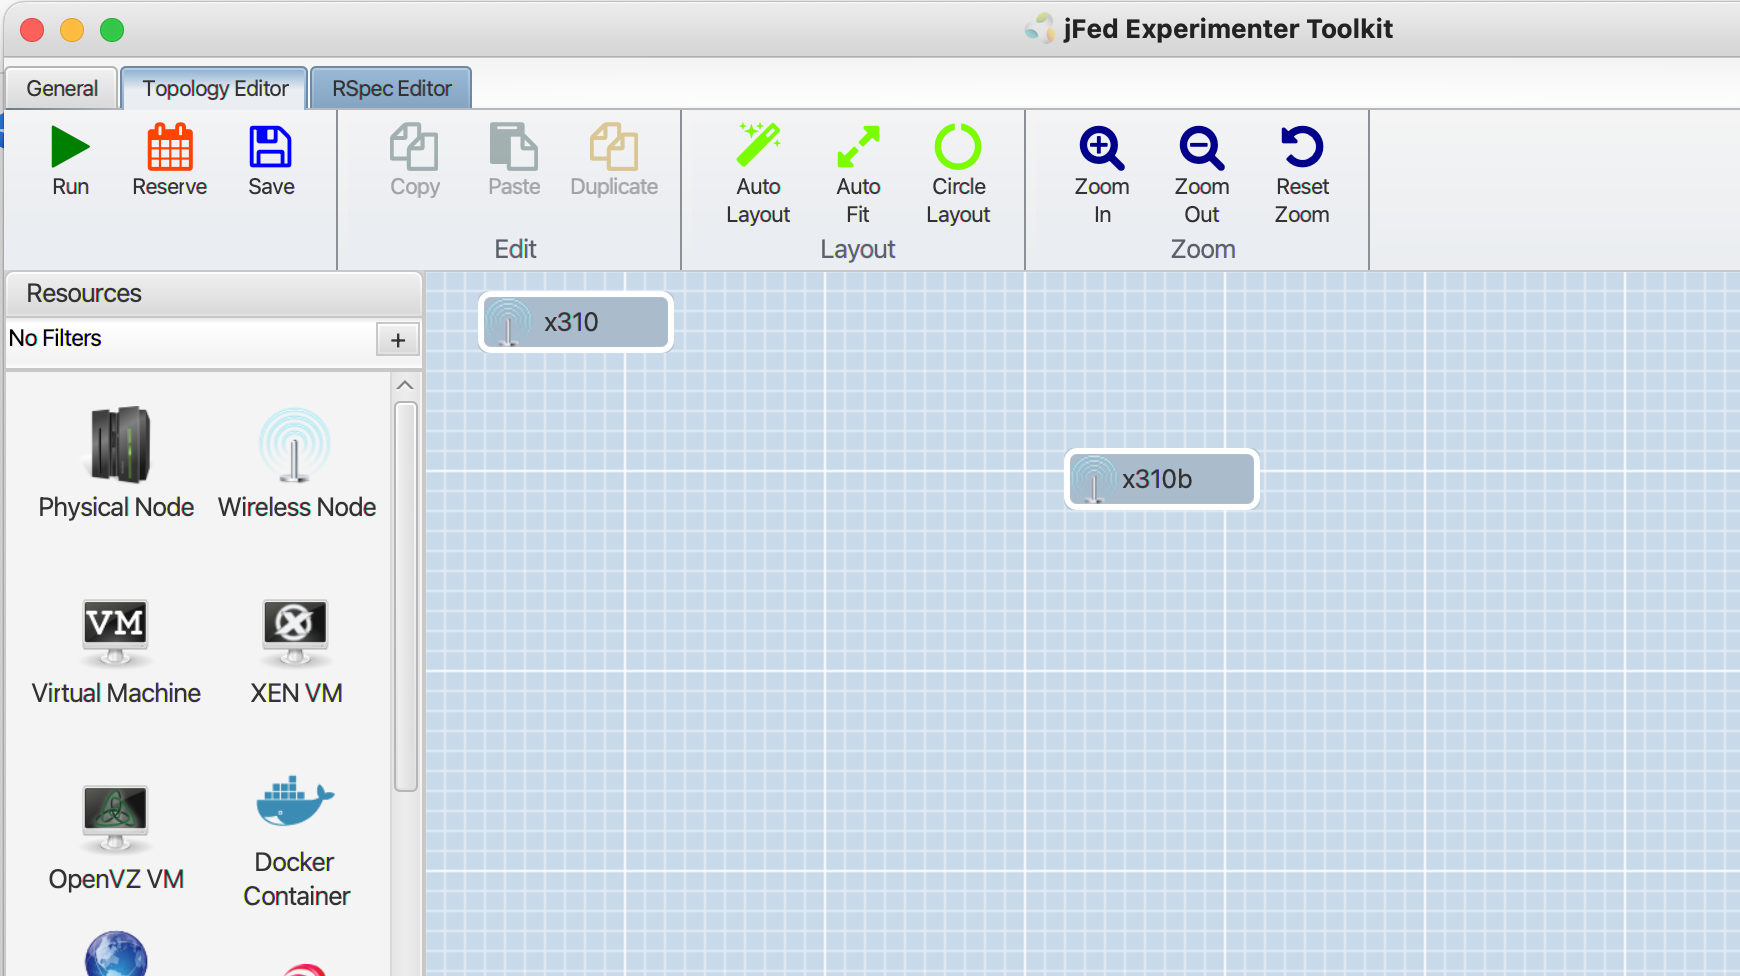 jFed Experimenter Toolkit
General
Topology Editor
RSpec Editor
Run
Reserve
Save
Copy
Paste
Duplicate
Edit
Auto
Layout
Auto
Fit
Circle
Layout
Layout
Zoom
In
Zoom
Out
Reset
Zoom
Zoom
Resources
No Filters
+
Physical Node
Wireless Node
VM
Virtual Machine
X
XEN VM
OpenVZ VM
Docker
Container
x310
x310b